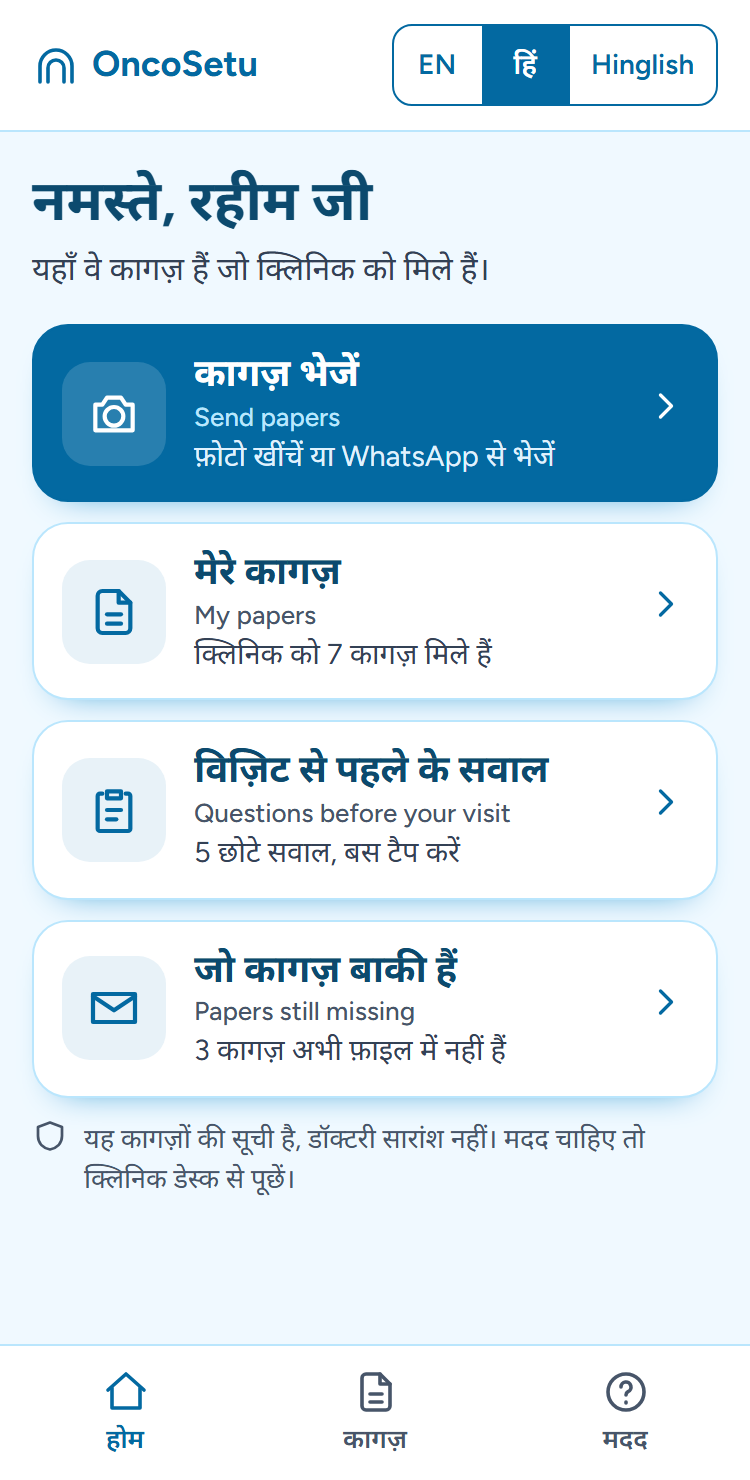 OncoSetu
EN
हिं
Hinglish
नमस्ते, रहीम जी
यहाँ वे कागज़ हैं जो क्लिनिक को मिले हैं।
कागज़ भेजें
Send papers
फ़ोटो खींचें या WhatsApp से भेजें
मेरे कागज़
My papers
क्लिनिक को 7 कागज़ मिले हैं
विज़िट से पहले के सवाल
Questions before your visit
5 छोटे सवाल, बस टैप करें
जो कागज़ बाकी हैं
Papers still missing
3 कागज़ अभी फ़ाइल में नहीं हैं
यह कागज़ों की सूची है, डॉक्टरी सारांश नहीं। मदद चाहिए तो
क्लिनिक डेस्क से पूछें।
होम
कागज़
मदद